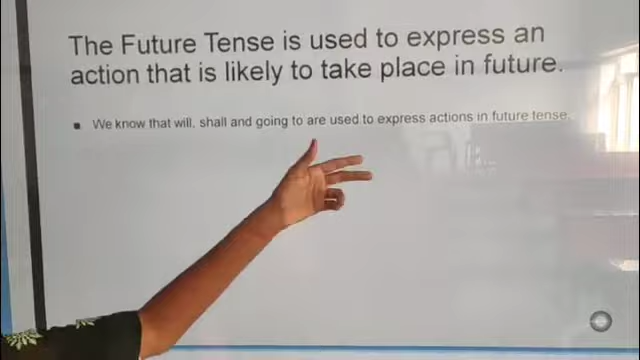 The Future Tense is used to express an
action that is likely to take place in future.
We know that will, shall and going to are used to express actions in future tense.